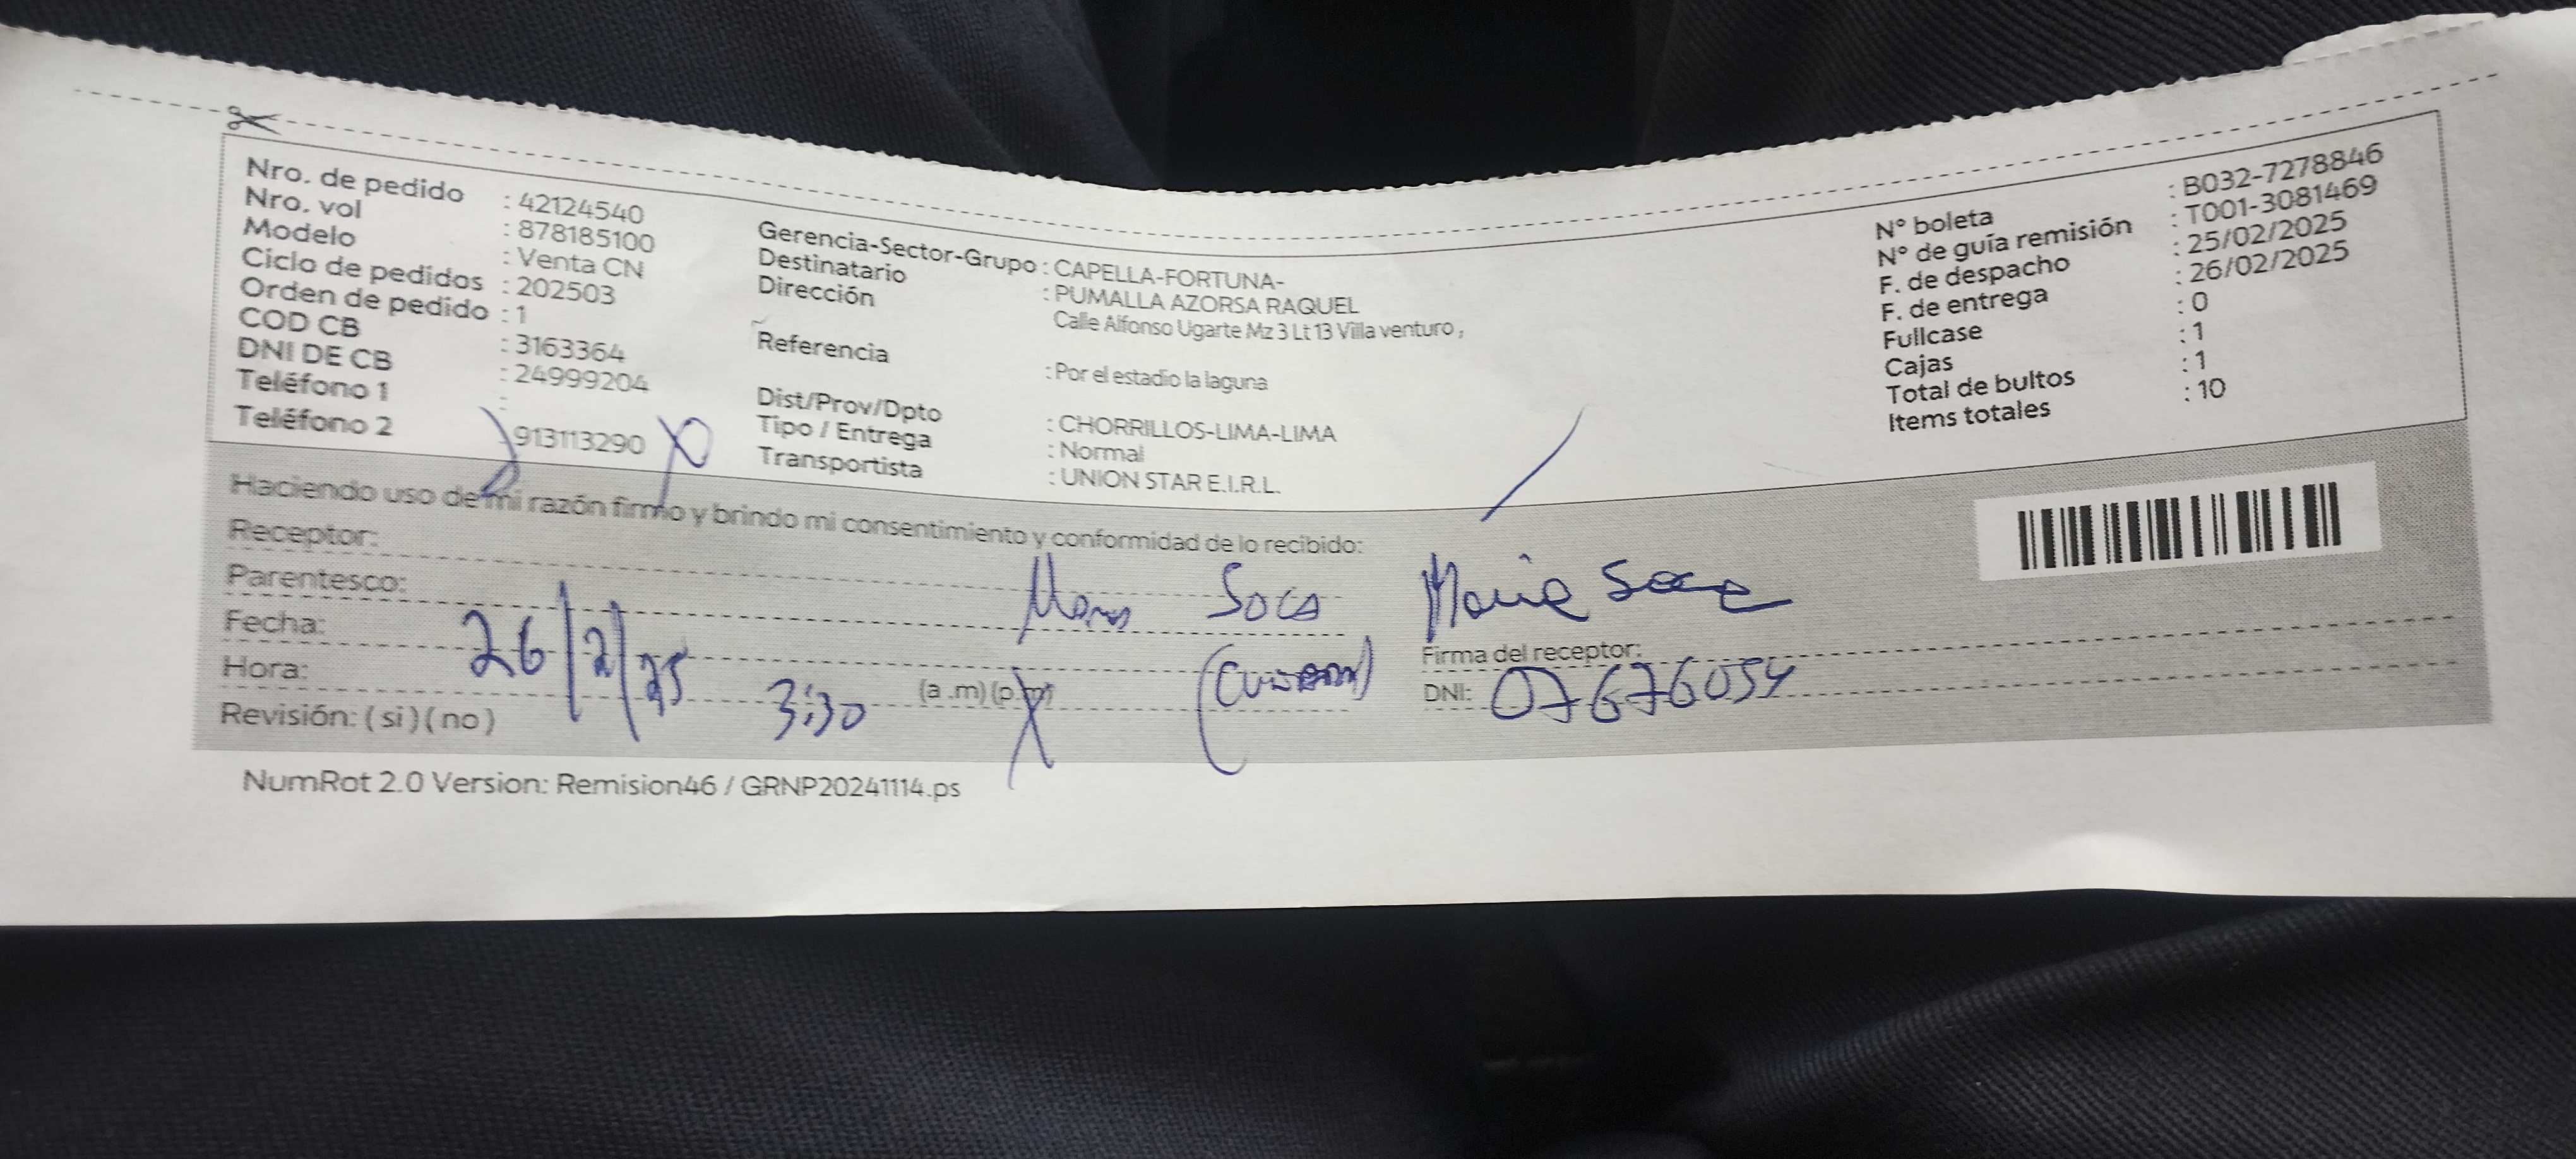 Nro. de pedido : 42124540
Nro. vol : 878185100
Modelo : Venta CN
Ciclo de pedidos : 202503
Orden de pedido : 1
COD CB : 3163364
DNI DE CB : 24999204
Teléfono 1 :
Teléfono 2 : 913113290
Gerencia-Sector-Grupo : CAPELLA-FORTUNA-
Destinatario : PUMALLA AZORSA RAQUEL
Dirección Calle Alfonso Ugarte Mz 3 Lt 13 Villa venturo ,
Referencia : Por el estadio la laguna
Dist/Prov/Dpto : CHORRILLOS-LIMA-LIMA
Tipo / Entrega : Normal
Transportista : UNION STAR E.I.R.L.
N° boleta : B032-7278846
N° de guía remisión : T001-3081469
F. de despacho : 25/02/2025
F. de entrega : 26/02/2025
Fullcase : 0
Cajas : 1
Total de bultos : 1
Items totales : 10
Haciendo uso de mi razón firmo y brindo mi consentimiento y conformidad de lo recibido:
Receptor:
Parentesco: Soca
Fecha: 26/2/25
Hora: 3:30 (a.m)(p.m)
Revisión: (si)(no)
Maria
Firma del receptor:
DNI: 07676054
NumRot 2.0 Version: Remision46 / GRNP20241114.ps